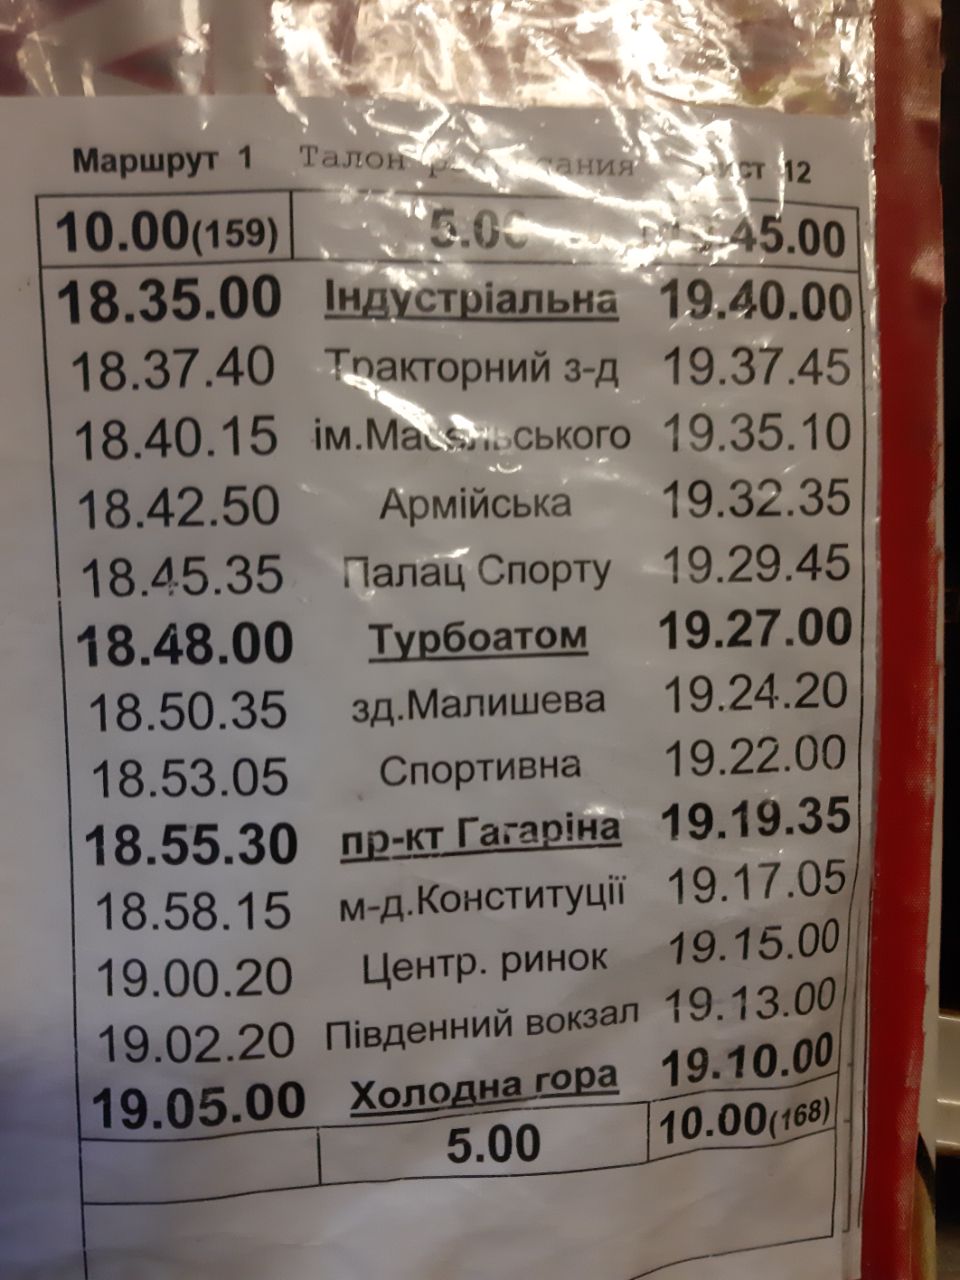 Маршрут 1 Талон лист 12
10.00(159) 5.00 45.00
18.35.00 Індустріальна 19.40.00
18.37.40 Тракторний з-д 19.37.45
18.40.15 ім.Масельського 19.35.10
18.42.50 Армійська 19.32.35
18.45.35 Палац Спорту 19.29.45
18.48.00 Турбоатом 19.27.00
18.50.35 зд.Малишева 19.24.20
18.53.05 Спортивна 19.22.00
18.55.30 пр-кт Гагаріна 19.19.35
18.58.15 м-д.Конституції 19.17.05
19.00.20 Центр. ринок 19.15.00
19.02.20 Південний вокзал 19.13.00
19.05.00 Холодна гора 19.10.00
5.00 10.00(168)